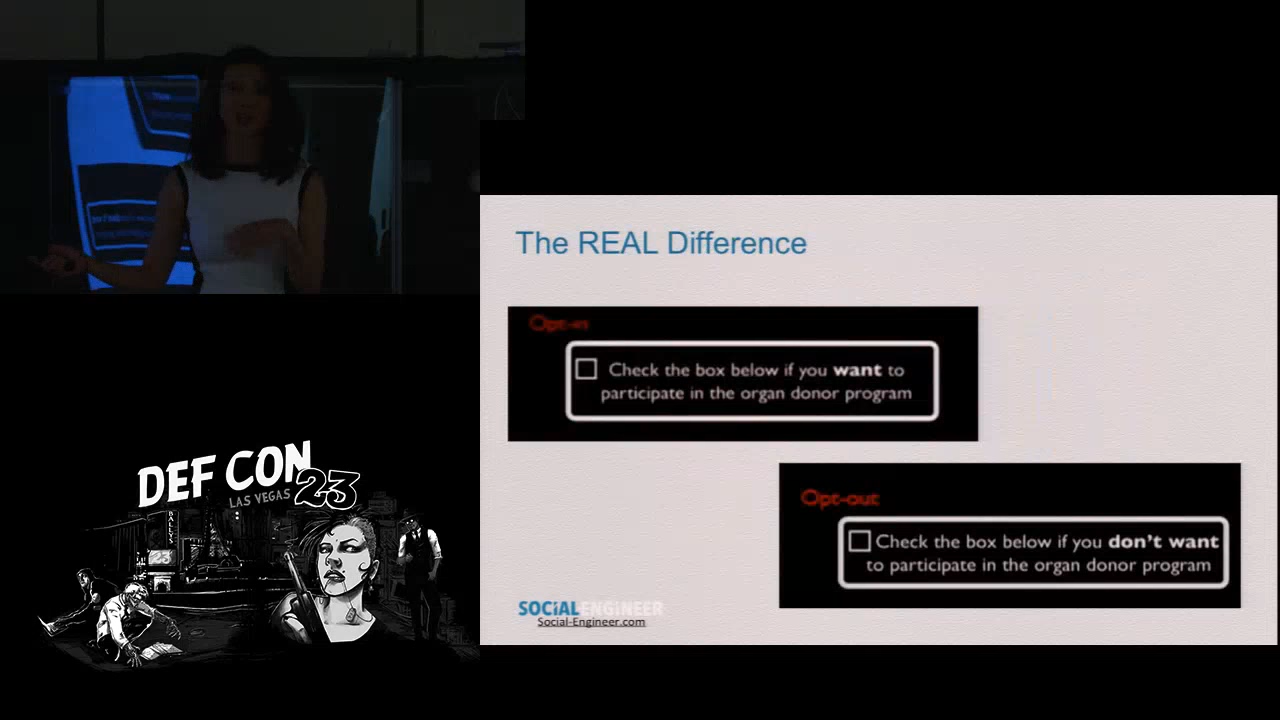 The REAL Difference
Opt-in
Check the box below if you want to
participate in the organ donor program
Opt-out
Check the box below if you don't want
to participate in the organ donor program
SOCIAL ENGINEER
Social-Engineer.com
DEF CON
LAS VEGAS 23
BALLYS